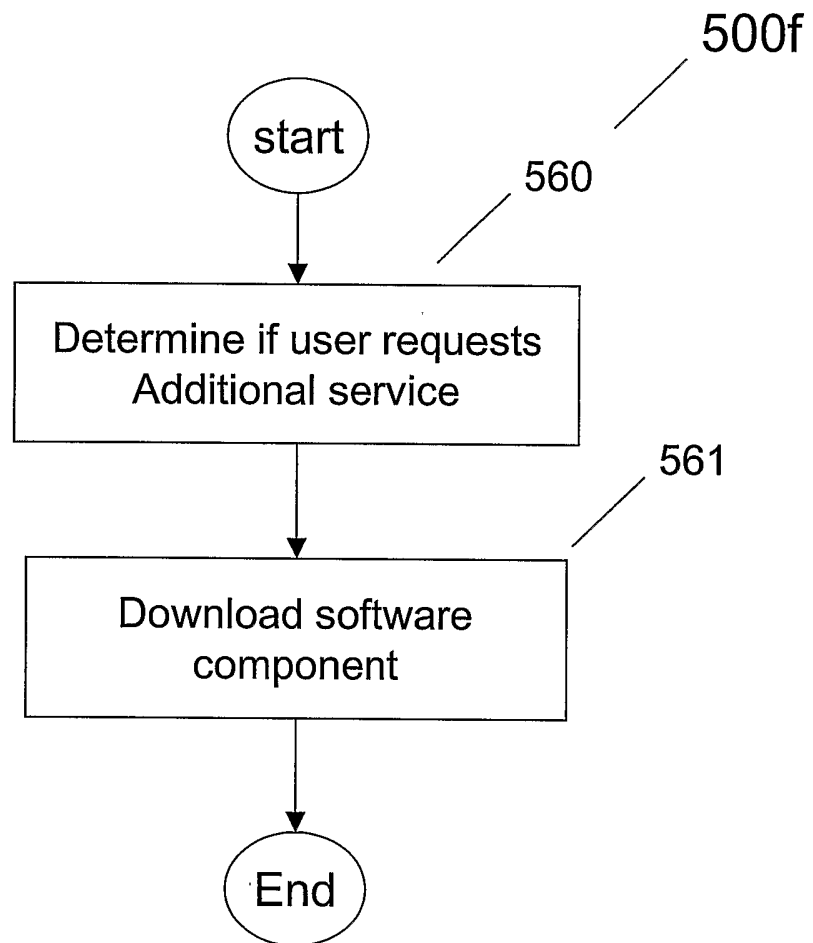 500f
start
560
Determine if user requests
Additional service
561
Download software
component
End